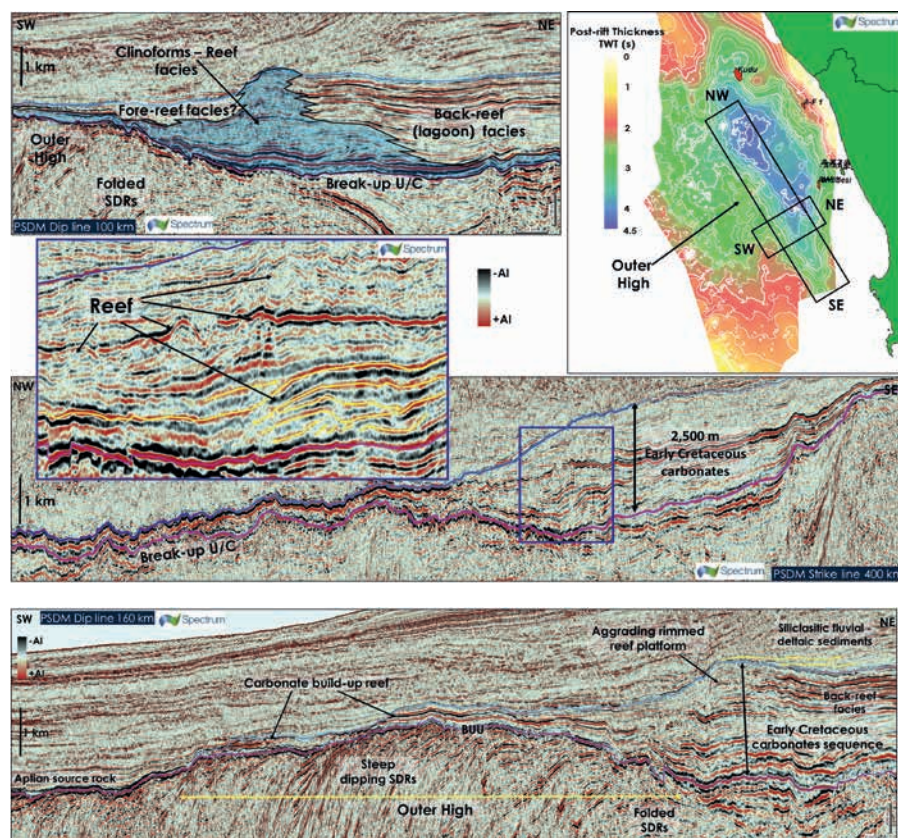 SW
NE
1 km
Clinoforms – Reef
facies
Fore-reef facies?
Back-reef
(lagoon) facies
Outer
High
Folded
SDRs
Break-up U/C
PSDM Dip line 100 km
Spectrum
Spectrum
Post-rift Thickness
TWT (s)
0
1
2
3
4
4.5
Kudu
NW
NE
SW
Outer
High
SE
Spectrum
Reef
-AI
+AI
NW
SE
1 km
2,500 m
Early Cretaceous
carbonates
Break-up U/C
Spectrum
PSDM Strike line 400 km
SW
PSDM Dip line 160 km
Spectrum
NE
-AI
+AI
1 km
Aggrading rimmed
reef platform
Siliclasitic fluvial -
deltaic sediments
Carbonate build-up reef
Back-reef
facies
BUU
Early Cretaceous
carbonates sequence
Aptian source rock
Steep
dipping SDRs
Outer High
Folded
SDRs